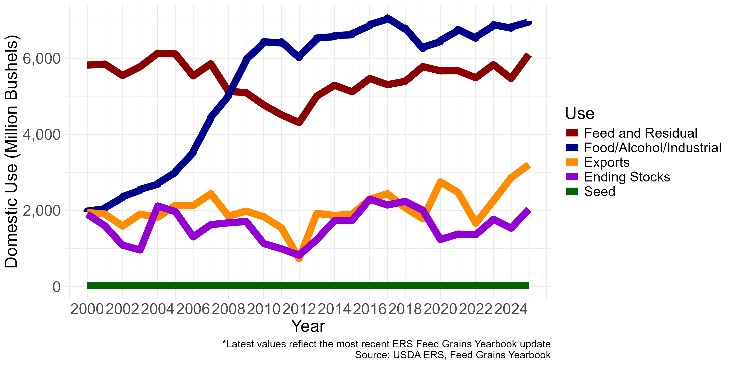 Domestic Use (Million Bushels)
6,000
4,000
2,000
0
2000 2002 2004 2006 2008 2010 2012 2014 2016 2018 2020 2022 2024
Year
Use
Feed and Residual
Food/Alcohol/Industrial
Exports
Ending Stocks
Seed
*Latest values reflect the most recent ERS Feed Grains Yearbook update
Source: USDA ERS, Feed Grains Yearbook